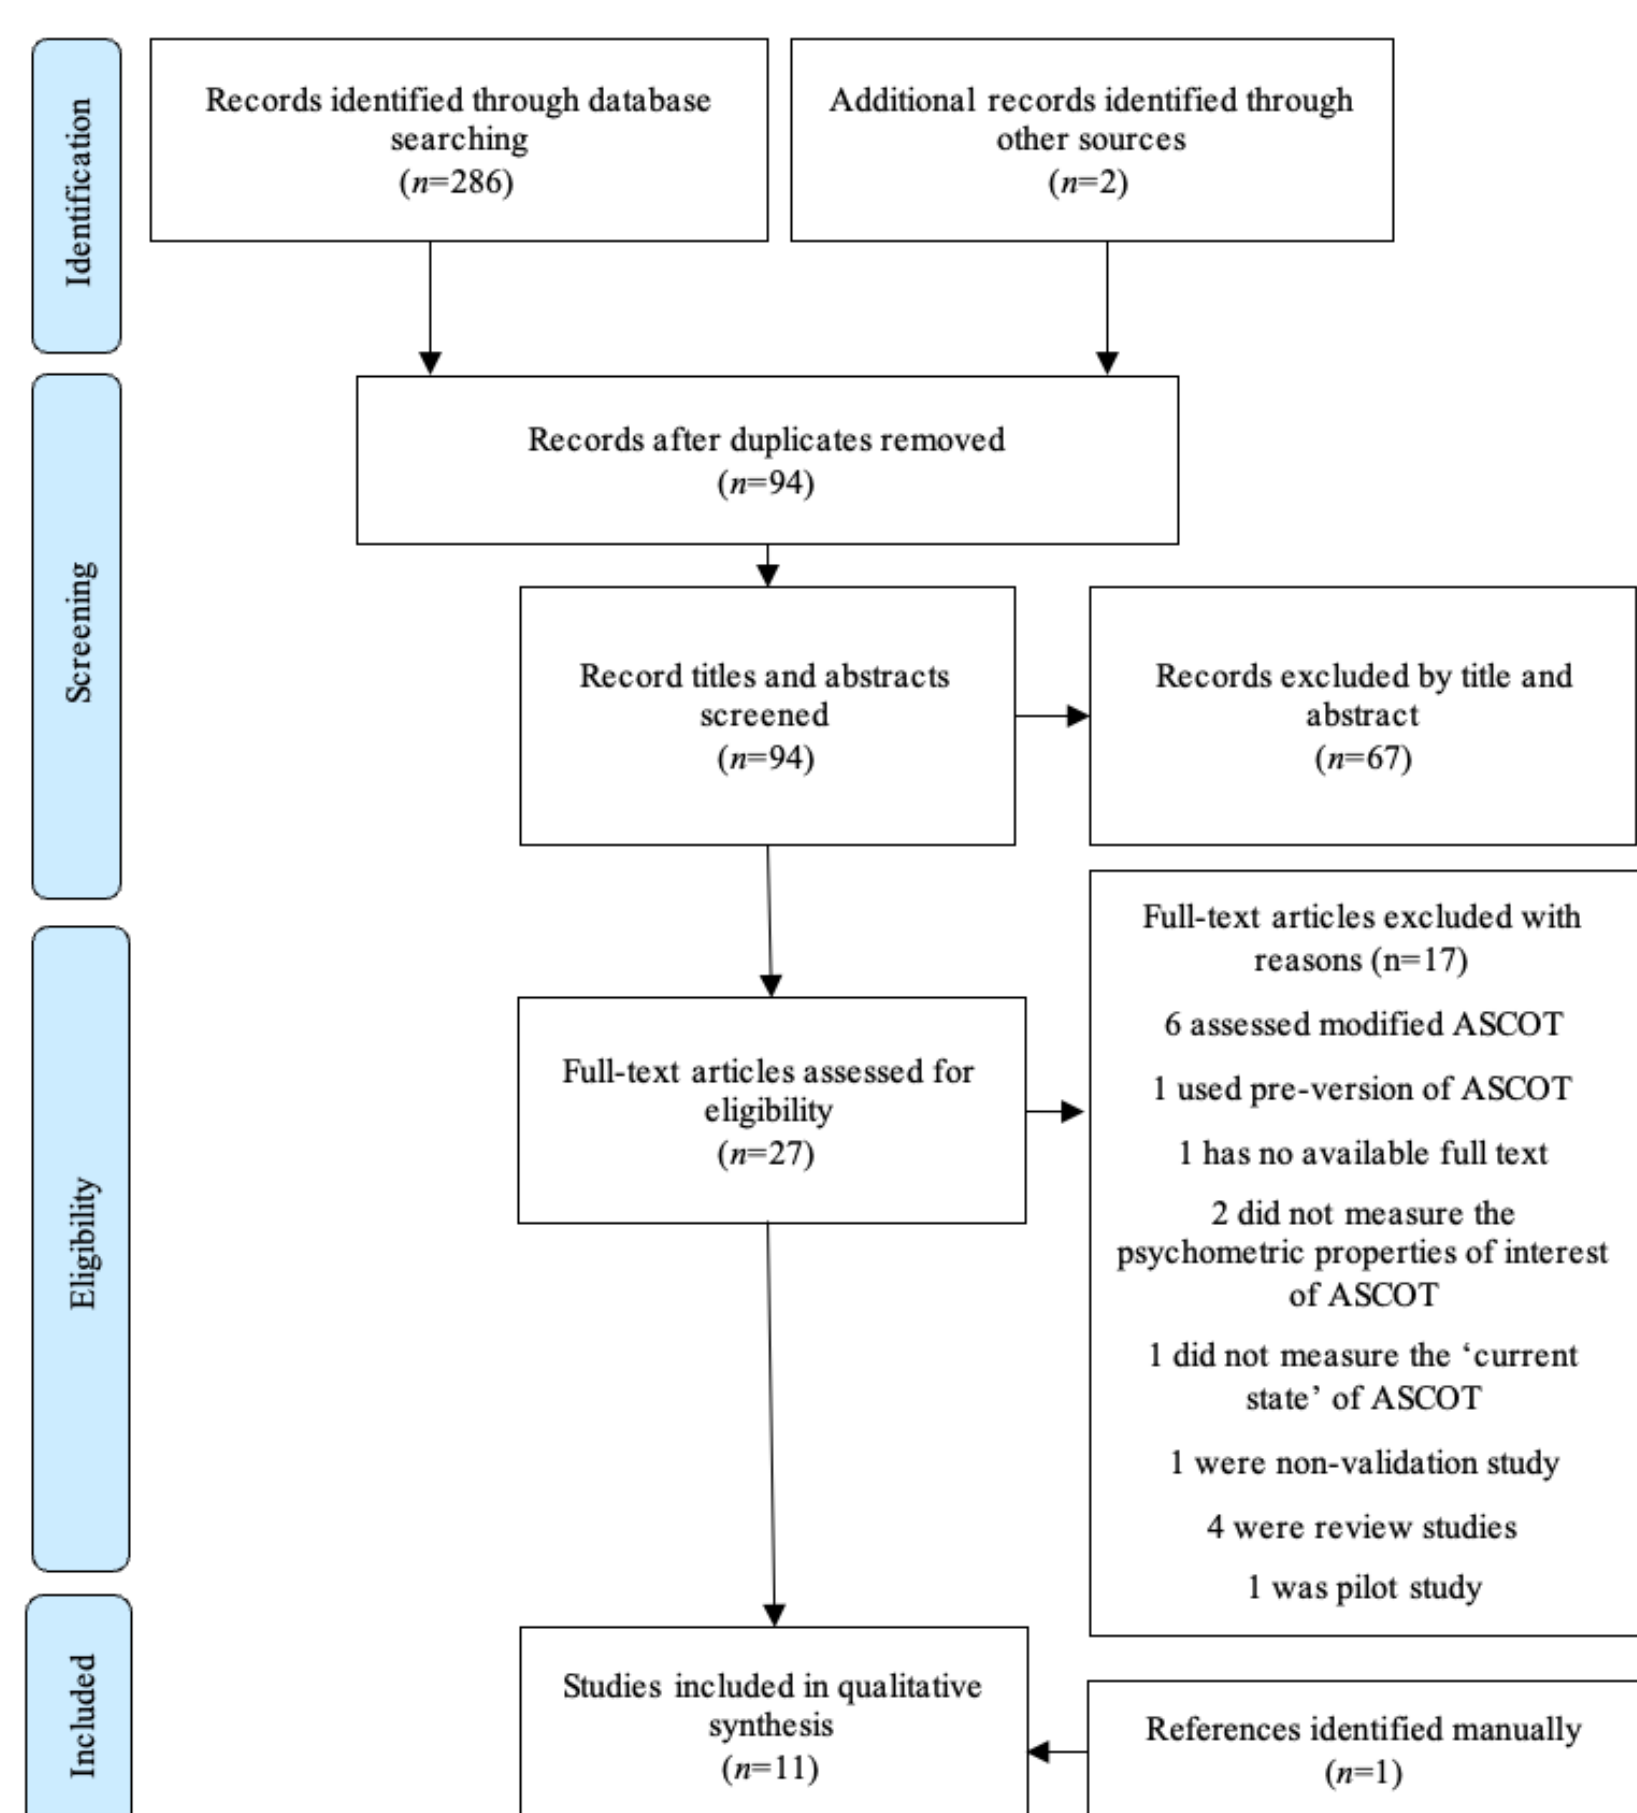 Identification
Records identified through database
searching
(n=286)
Additional records identified through
other sources
(n=2)
Screening
Records after duplicates removed
(n=94)
Record titles and abstracts
screened
(n=94)
Records excluded by title and
abstract
(n=67)
Eligibility
Full-text articles assessed for
eligibility
(n=27)
Full-text articles excluded with
reasons (n=17)
6 assessed modified ASCOT
1 used pre-version of ASCOT
1 has no available full text
2 did not measure the
psychometric properties of interest
of ASCOT
1 did not measure the ‘current
state’ of ASCOT
1 were non-validation study
4 were review studies
1 was pilot study
Included
Studies included in qualitative
synthesis
(n=11)
References identified manually
(n=1)